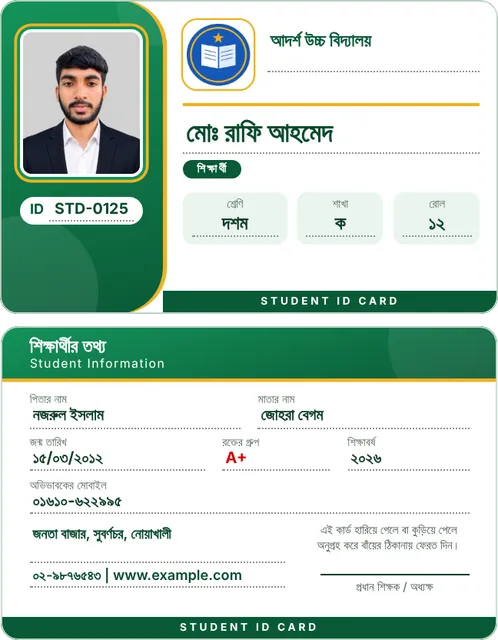 আদর্শ উচ্চ বিদ্যালয়
মোঃ রাফি আহমেদ
শিক্ষার্থী
ID STD-0125
শ্রেণি শাখা রোল
দশম ক ১২
STUDENT ID CARD
শিক্ষার্থীর তথ্য
Student Information
পিতার নাম মাতার নাম
নজরুল ইসলাম জোহরা বেগম
জন্ম তারিখ রক্তের গ্রুপ শিক্ষাবর্ষ
১৫/০৩/২০১২ A+ ২০২৬
অভিভাবকের মোবাইল
০১৬১০-৬২২৯৯৫
জনতা বাজার, সুবর্ণচর, নোয়াখালী
এই কার্ড হারিয়ে গেলে বা কুড়িয়ে পেলে
অনুগ্রহ করে বাঁয়ের ঠিকানায় ফেরত দিন।
০২-৯৮৭৬৫৪৩ | www.example.com
প্রধান শিক্ষক / অধ্যক্ষ
STUDENT ID CARD